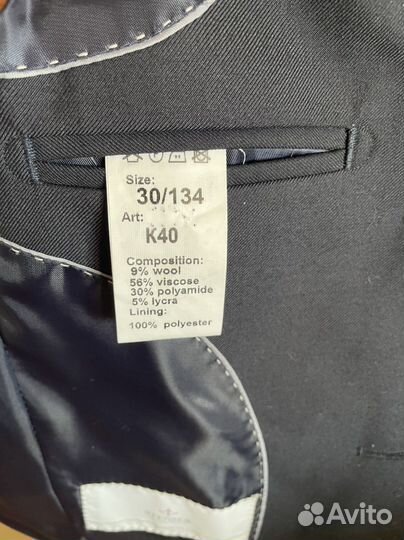 Size:
30/134
Art:
K40
Composition:
9% wool
56% viscose
30% polyamide
5% lycra
Lining:
100% polyester
Avito